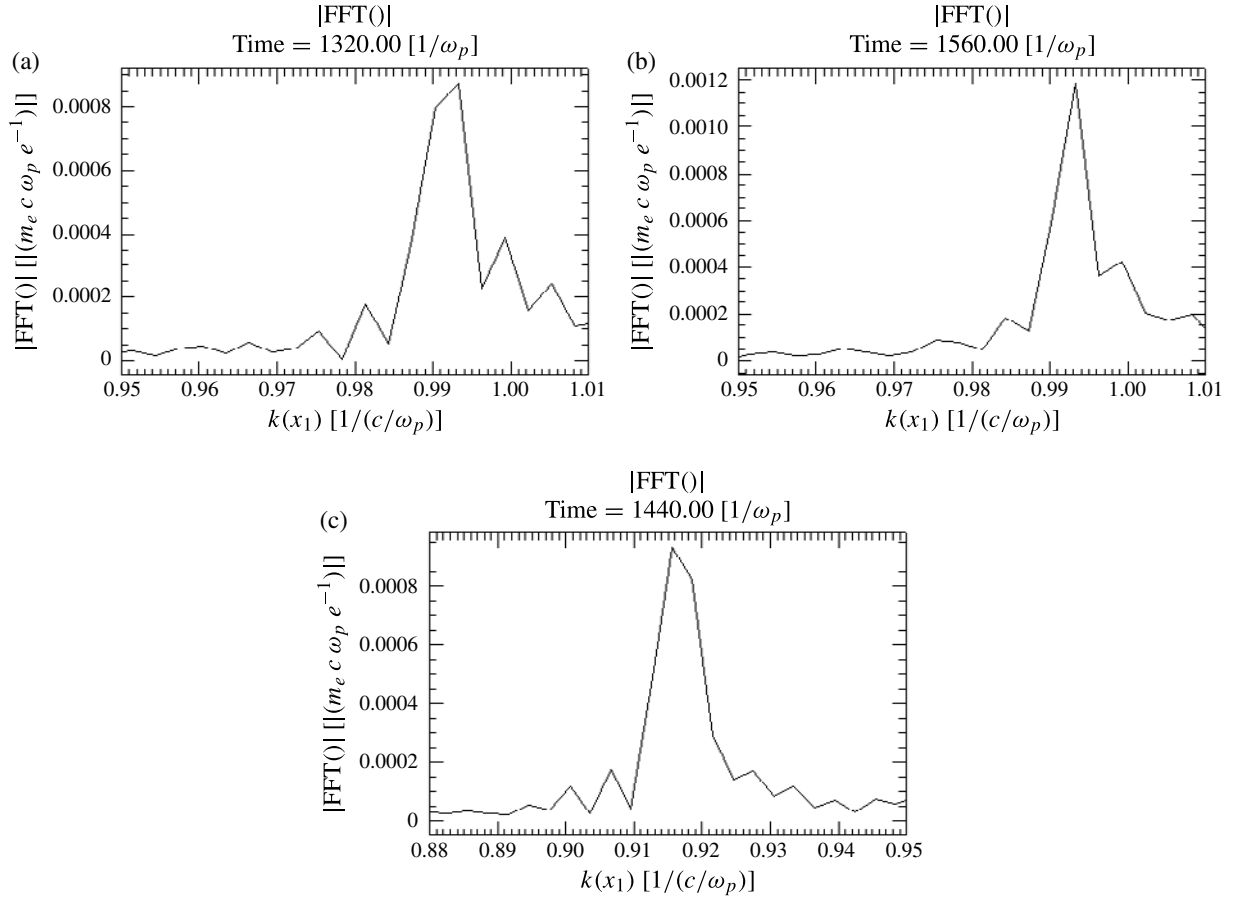 |FFT()|
Time = 1320.00 [1/ωₚ]
(a)
|FFT()| [|(mₑ c ωₚ e⁻¹)|]
0.0008
0.0006
0.0004
0.0002
0
0.95 0.96 0.97 0.98 0.99 1.00 1.01
k(x₁) [1/(c/ωₚ)]
|FFT()|
Time = 1560.00 [1/ωₚ]
(b)
|FFT()| [|(mₑ c ωₚ e⁻¹)|]
0.0012
0.0010
0.0008
0.0006
0.0004
0.0002
0
0.95 0.96 0.97 0.98 0.99 1.00 1.01
k(x₁) [1/(c/ωₚ)]
|FFT()|
Time = 1440.00 [1/ωₚ]
(c)
|FFT()| [|(mₑ c ωₚ e⁻¹)|]
0.0008
0.0006
0.0004
0.0002
0
0.88 0.89 0.90 0.91 0.92 0.93 0.94 0.95
k(x₁) [1/(c/ωₚ)]